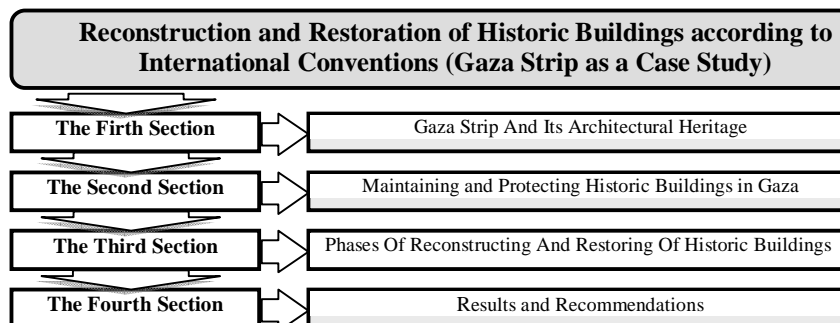 Reconstruction and Restoration of Historic Buildings according to
International Conventions (Gaza Strip as a Case Study)
The Firth Section
Gaza Strip And Its Architectural Heritage
The Second Section
Maintaining and Protecting Historic Buildings in Gaza
The Third Section
Phases Of Reconstructing And Restoring Of Historic Buildings
The Fourth Section
Results and Recommendations